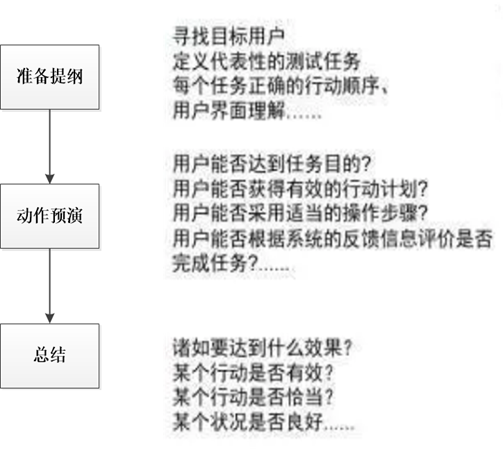 准备提纲
寻找目标用户
定义代表性的测试任务
每个任务正确的行动顺序、
用户界面理解……
动作预演
用户能否达到任务目的?
用户能否获得有效的行动计划?
用户能否采用适当的操作步骤?
用户能否根据系统的反馈信息评价是否
完成任务?......
总结
诸如要达到什么效果?
某个行动是否有效?
某个行动是否恰当?
某个状况是否良好......